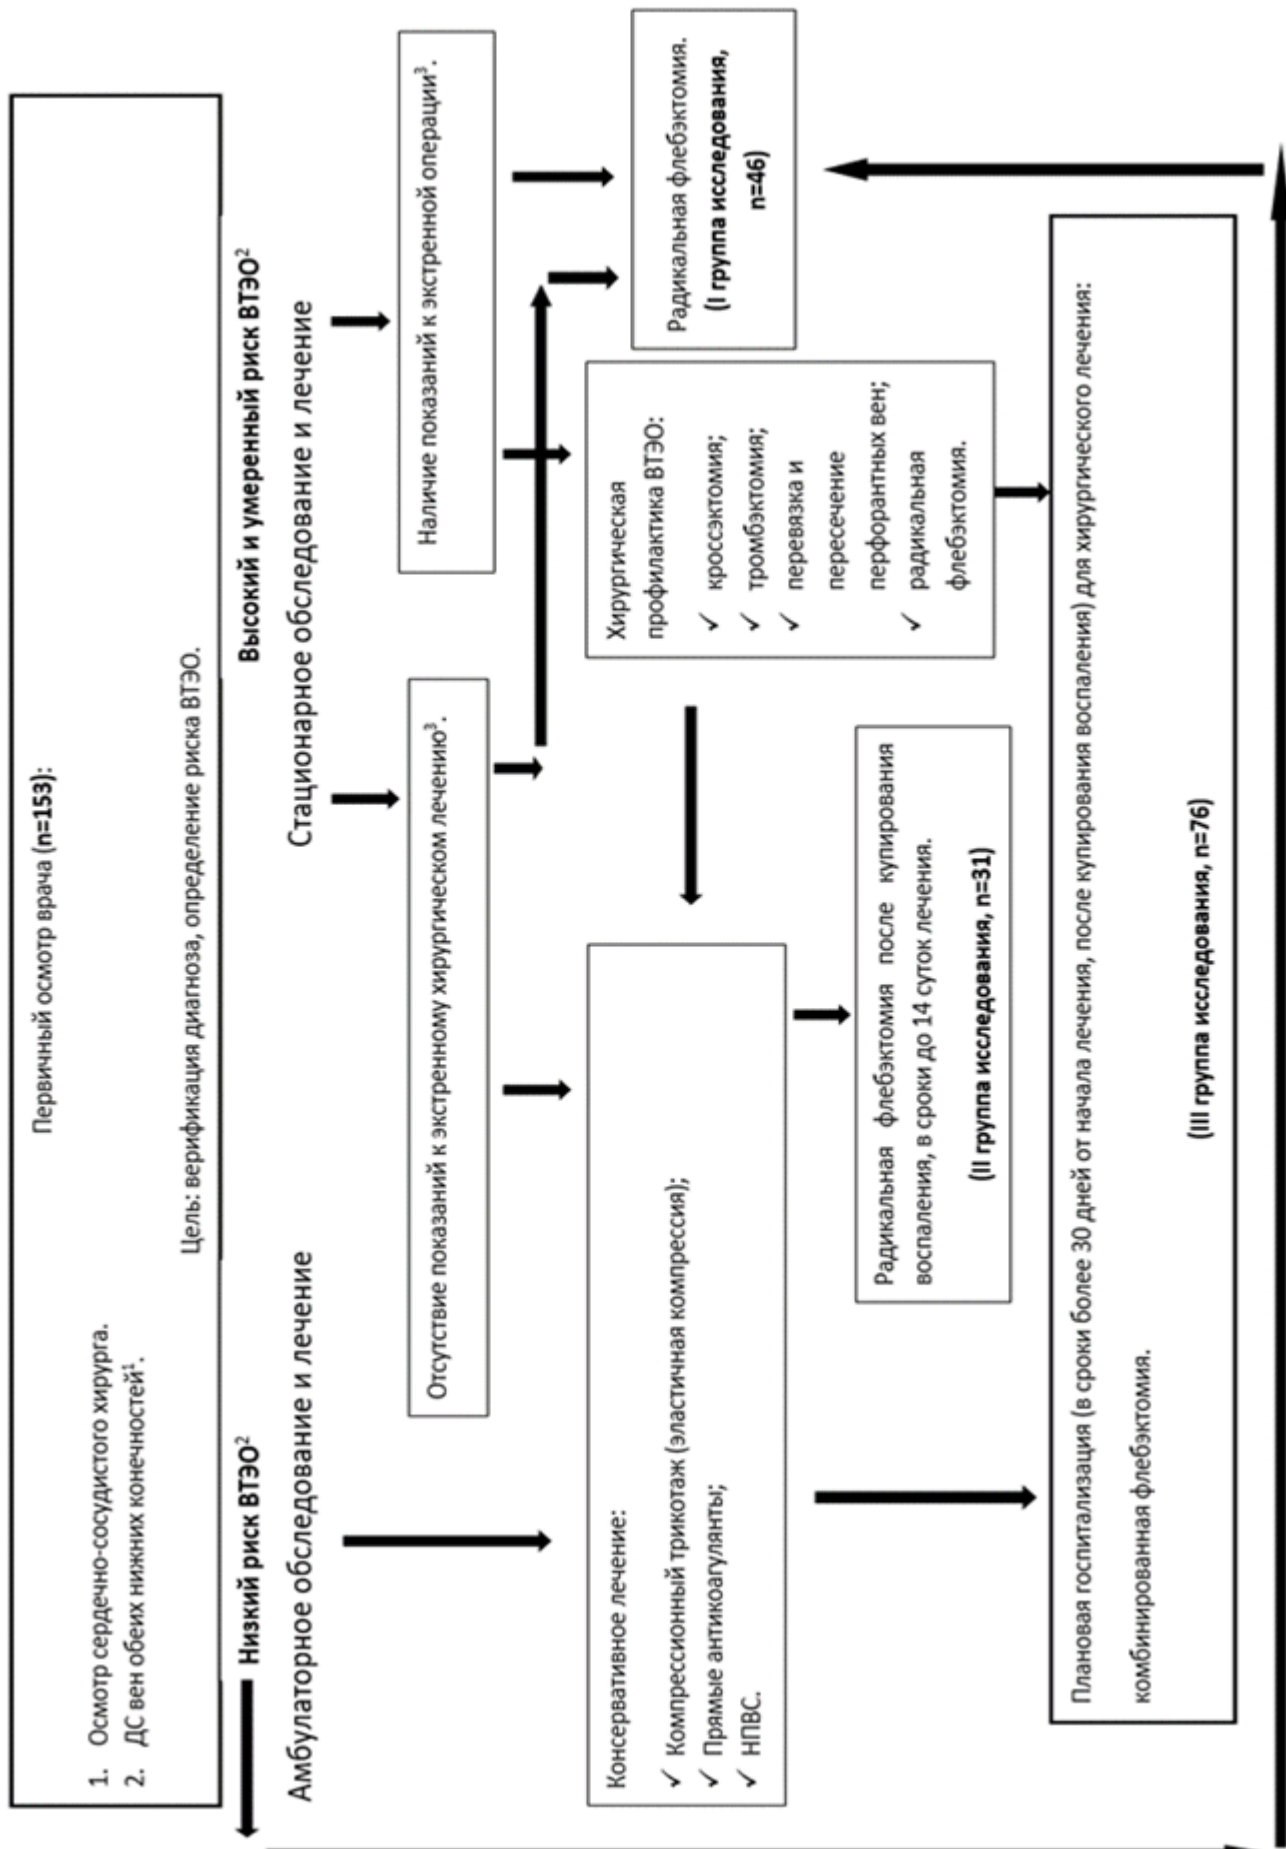 Первичный осмотр врача (n=153):
1. Осмотр сердечно-сосудистого хирурга.
2. ДС вен обеих нижних конечностей¹.
Цель: верификация диагноза, определение риска ВТЭО.
Низкий риск ВТЭО²
Высокий и умеренный риск ВТЭО²
Амбулаторное обследование и лечение
Стационарное обследование и лечение
Отсутствие показаний к экстренному хирургическом лечению³.
Наличие показаний к экстренной операции³.
Консервативное лечение:
✓ Компрессионный трикотаж (эластичная компрессия);
✓ Прямые антикоагулянты;
✓ НПВС.
Хирургическая
профилактика ВТЭО:
✓ кроссэктомия;
✓ тромбэктомия;
✓ перевязка и
пересечение
перфорантных вен;
✓ радикальная
флебэктомия.
Радикальная флебэктомия.
(I группа исследования,
n=46)
Радикальная флебэктомия после купирования
воспаления, в сроки до 14 суток лечения.
(II группа исследования, n=31)
Плановая госпитализация (в сроки более 30 дней от начала лечения, после купирования воспаления) для хирургического лечения:
комбинированная флебэктомия.
(III группа исследования, n=76)